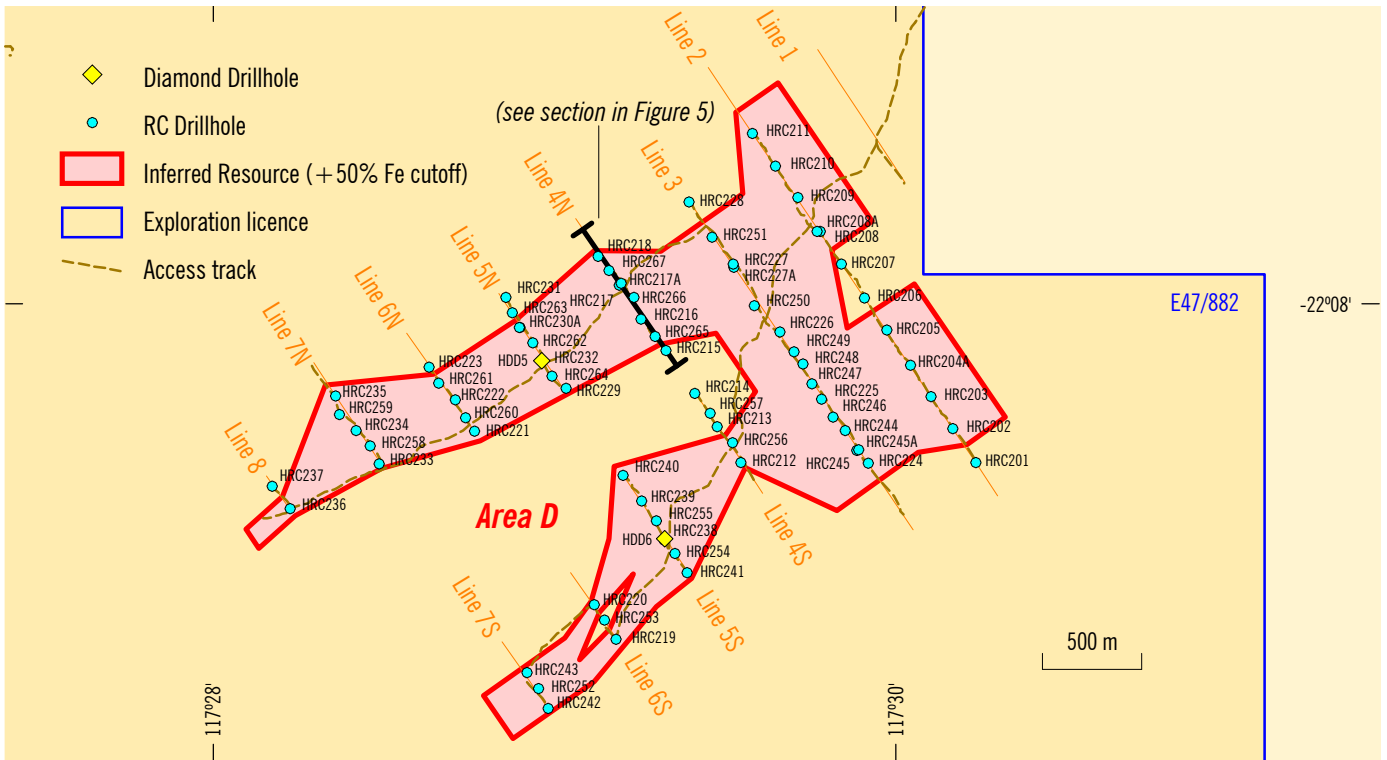 Diamond Drillhole
RC Drillhole
Inferred Resource (+50% Fe cutoff)
Exploration licence
Access track
(see section in Figure 5)
Line 1
Line 2
Line 3
Line 4N
Line 5N
Line 6N
Line 7N
Line 8
HRC211
HRC210
HRC209
HRC208A
HRC208
HRC207
HRC206
HRC205
HRC204A
HRC203
HRC202
HRC201
HRC228
HRC251
HRC227
HRC227A
HRC250
HRC226
HRC249
HRC248
HRC247
HRC225
HRC246
HRC244
HRC245A
HRC245
HRC224
HRC218
HRC267
HRC217A
HRC217
HRC266
HRC216
HRC265
HRC215
HRC214
HRC257
HRC213
HRC256
HRC212
HRC231
HRC263
HRC230A
HRC262
HDD5
HRC232
HRC264
HRC229
HRC223
HRC261
HRC222
HRC260
HRC221
HRC235
HRC259
HRC234
HRC258
HRC233
HRC237
HRC236
Area D
HRC240
HRC239
HRC255
HRC238
HDD6
HRC254
HRC241
HRC220
HRC253
HRC219
HRC243
HRC252
HRC242
Line 4S
Line 5S
Line 6S
Line 7S
E47/882
-22°08'
500 m
117°28'
117°30'